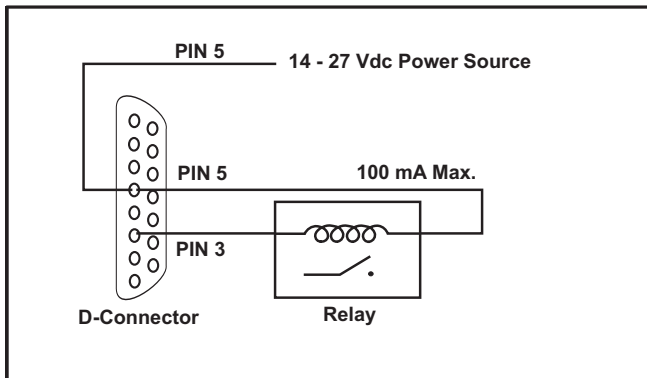 PIN 5
14 - 27 Vdc Power Source
PIN 5
100 mA Max.
PIN 3
D-Connector
Relay